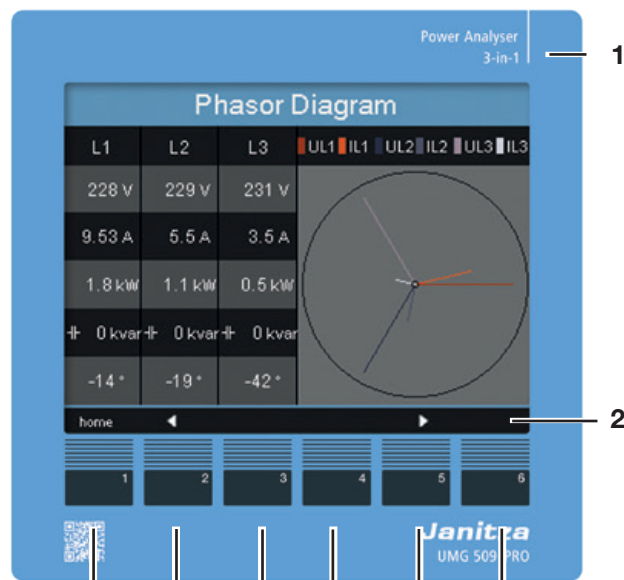 Power Analyser
3-in-1
1
Phasor Diagram
L1 L2 L3 UL1 IL1 UL2 IL2 UL3 IL3
228 V 229 V 231 V
9.53 A 5.5 A 3.5 A
1.8 kW 1.1 kW 0.5 kW
0 kvar 0 kvar 0 kvar
-14 ° -19 ° -42 °
home
2
1 2 3 4 5 6
Janitza
UMG 509 PRO